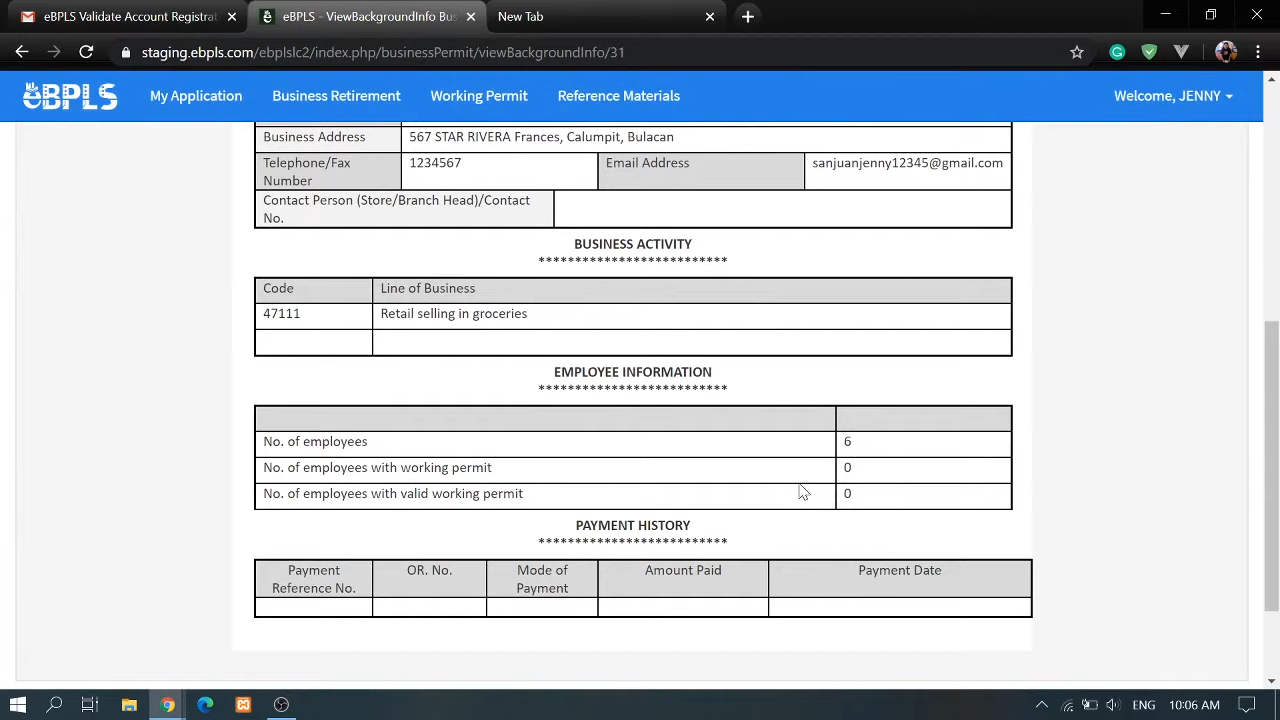 eBPLS Validate Account Registrat
eBPLS - ViewBackgroundInfo Bus
New Tab
staging.ebpls.com/ebplslc2/index.php/businessPermit/viewBackgroundInfo/31
eBPLS My Application Business Retirement Working Permit Reference Materials Welcome, JENNY
Business Address 567 STAR RIVERA Frances, Calumpit, Bulacan
Telephone/Fax
Number
1234567 Email Address sanjuanjenny12345@gmail.com
Contact Person (Store/Branch Head)/Contact
No.
BUSINESS ACTIVITY
**************************
Code Line of Business
47111 Retail selling in groceries
EMPLOYEE INFORMATION
**************************
No. of employees 6
No. of employees with working permit 0
No. of employees with valid working permit 0
PAYMENT HISTORY
**************************
Payment
Reference No.
OR. No.
Mode of
Payment
Amount Paid
Payment Date
ENG 10:06 AM